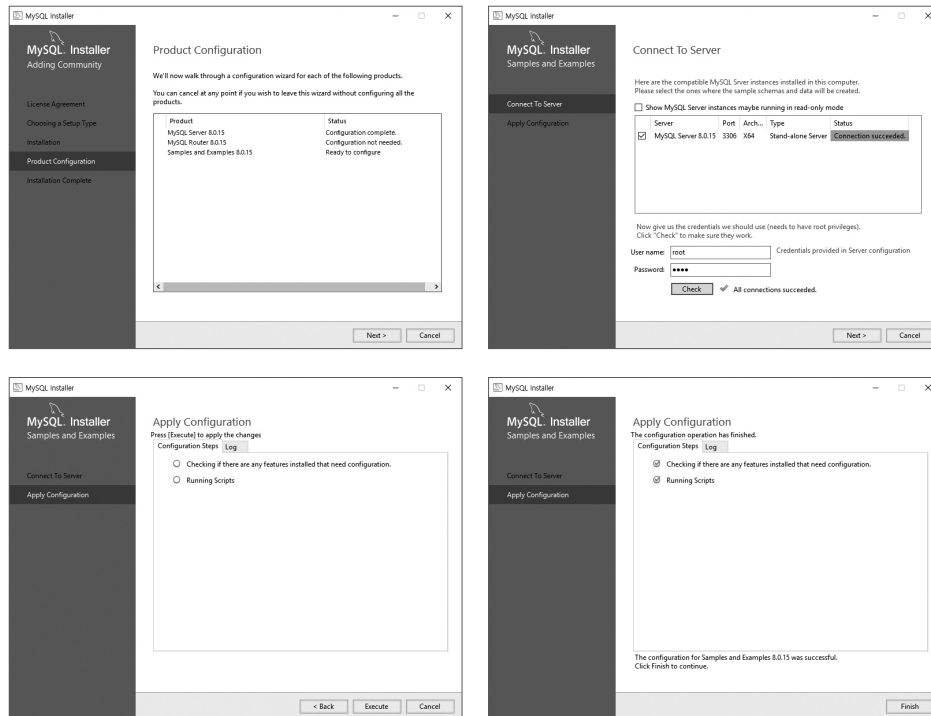 MySQL Installer
MySQL. Installer
Adding Community
License Agreement
Choosing a Setup Type
Installation
Product Configuration
Installation Complete
Product Configuration
We'll now walk through a configuration wizard for each of the following products.
You can cancel at any point if you wish to leave this wizard without configuring all the
products.
Product Status
MySQL Server 8.0.15 Configuration complete.
MySQL Router 8.0.15 Configuration not needed.
Samples and Examples 8.0.15 Ready to configure
Next > Cancel
MySQL Installer
MySQL. Installer
Samples and Examples
Connect To Server
Apply Configuration
Connect To Server
Here are the compatible MySQL Srver instances installed in this computer.
Please select the ones where the sample schemas and data will be created.
Show MySQL Server instances maybe running in read-only mode
Server Port Arch... Type Status
MySQL Server 8.0.15 3306 X64 Stand-alone Server Connection succeeded.
Now give us the credentials we should use (needs to have root privileges).
Click "Check" to make sure they work.
User name: root Credentials provided in Server configuration
Password: ●●●●
Check All connections succeeded.
Next > Cancel
MySQL Installer
MySQL. Installer
Samples and Examples
Connect To Server
Apply Configuration
Apply Configuration
Press [Execute] to apply the changes
Configuration Steps Log
Checking if there are any features installed that need configuration.
Running Scripts
< Back Execute Cancel
MySQL Installer
MySQL. Installer
Samples and Examples
Connect To Server
Apply Configuration
Apply Configuration
The configuration operation has finished.
Configuration Steps Log
Checking if there are any features installed that need configuration.
Running Scripts
The configuration for Samples and Examples 8.0.15 was successful.
Click Finish to continue.
Finish